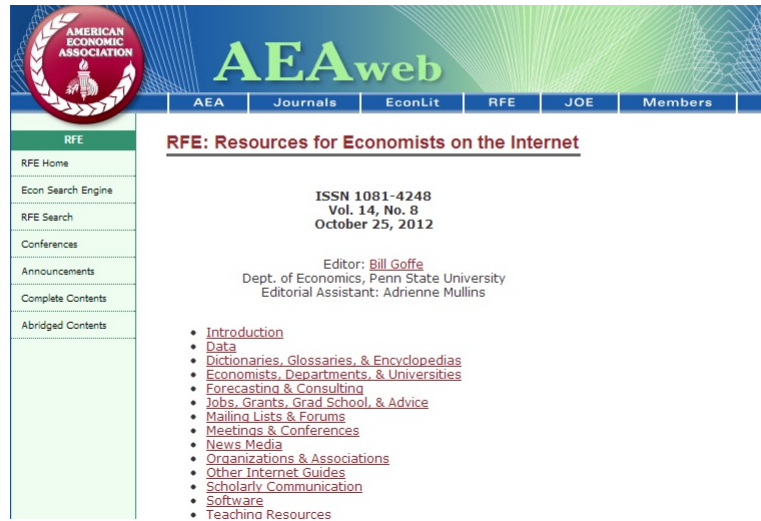 AMERICAN
ECONOMIC
ASSOCIATION
AEAweb
AEA Journals EconLit RFE JOE Members
RFE
RFE Home
Econ Search Engine
RFE Search
Conferences
Announcements
Complete Contents
Abridged Contents
RFE: Resources for Economists on the Internet
ISSN 1081-4248
Vol. 14, No. 8
October 25, 2012
Editor: Bill Goffe
Dept. of Economics, Penn State University
Editorial Assistant: Adrienne Mullins
• Introduction
• Data
• Dictionaries, Glossaries, & Encyclopedias
• Economists, Departments, & Universities
• Forecasting & Consulting
• Jobs, Grants, Grad School, & Advice
• Mailing Lists & Forums
• Meetings & Conferences
• News Media
• Organizations & Associations
• Other Internet Guides
• Scholarly Communication
• Software
• Teaching Resources